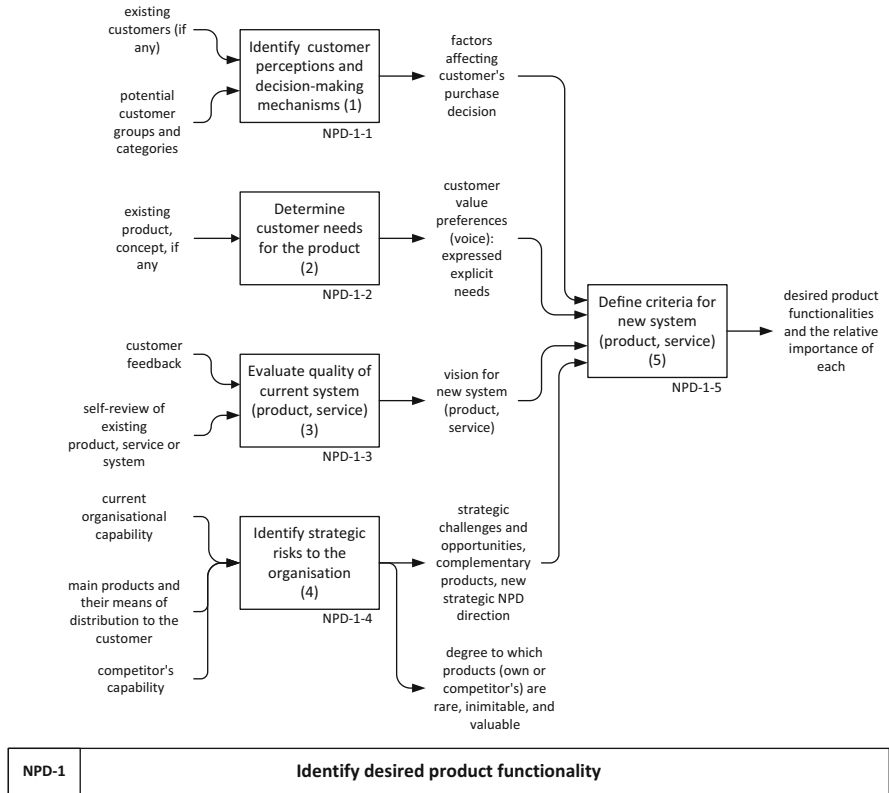 existing
customers (if
any)
potential
customer
groups and
categories
Identify customer
perceptions and
decision-making
mechanisms (1)
NPD-1-1
factors
affecting
customer's
purchase
decision
existing
product,
concept, if
any
Determine
customer needs
for the product
(2)
NPD-1-2
customer
value
preferences
(voice):
expressed
explicit
needs
customer
feedback
self-review of
existing
product, service or
system
Evaluate quality of
current system
(product, service)
(3)
NPD-1-3
vision for
new system
(product,
service)
Define criteria for
new system
(product, service)
(5)
NPD-1-5
desired product
functionalities
and the relative
importance of
each
current
organisational
capability
main products and
their means of
distribution to the
customer
competitor's
capability
Identify strategic
risks to the
organisation
(4)
NPD-1-4
strategic
challenges and
opportunities,
complementary
products, new
strategic NPD
direction
degree to which
products (own or
competitor's) are
rare, inimitable, and
valuable
NPD-1
Identify desired product functionality